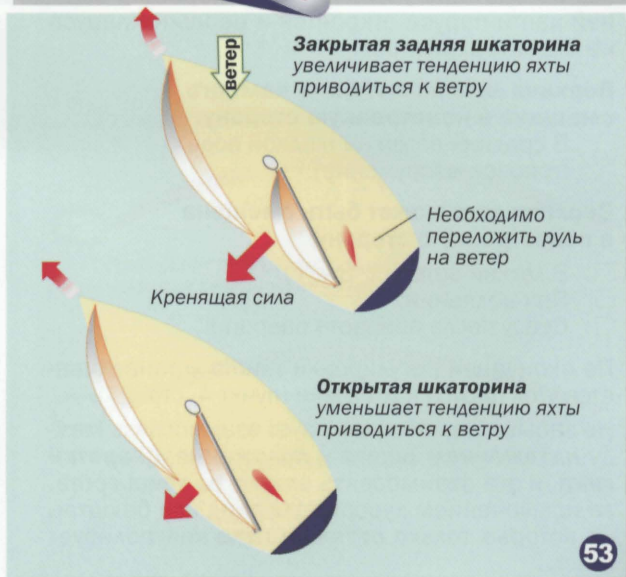 ветер
Закрытая задняя шкаторина
увеличивает тенденцию яхты
приводиться к ветру
Необходимо
переложить руль
на ветер
Кренящая сила
Открытая шкаторина
уменьшает тенденцию яхты
приводиться к ветру
53